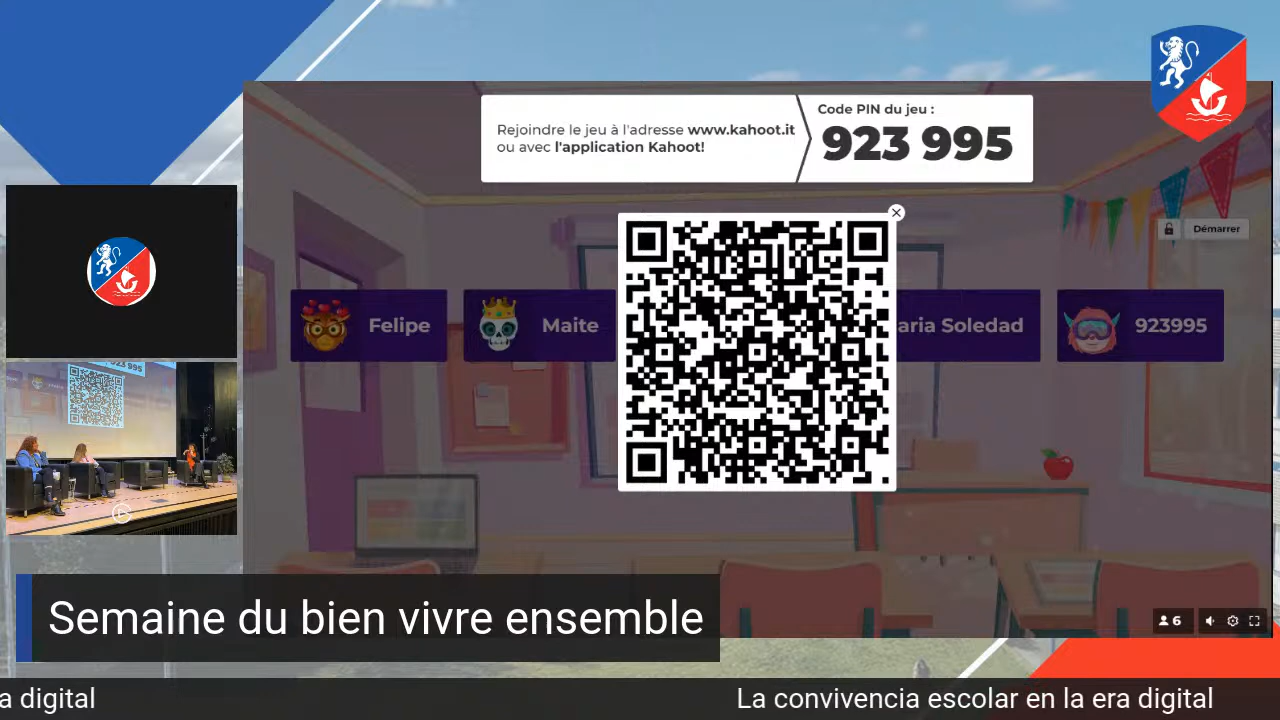 Rejoindre le jeu à l'adresse www.kahoot.it
ou avec l'application Kahoot!
Code PIN du jeu :
923 995
Démarrer
Felipe
Maite
aria Soledad
923995
6
Semaine du bien vivre ensemble
a digital
La convivencia escolar en la era digital